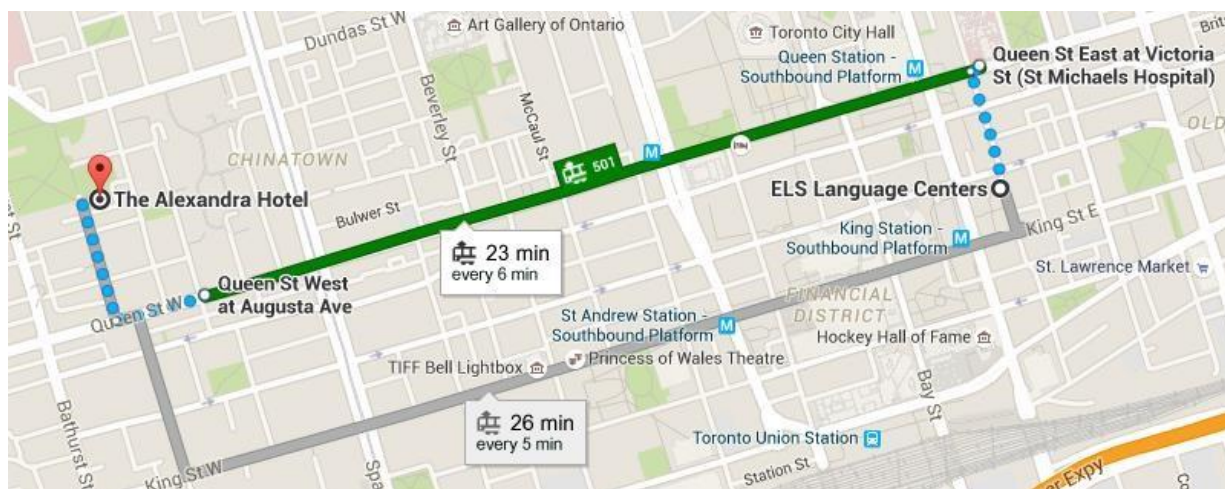 Dundas St W
Art Gallery of Ontario
Toronto City Hall
Queen Station -
Southbound Platform
Queen St East at Victoria
St (St Michaels Hospital)
Beverley St
McCaul St
CHINATOWN
501
The Alexandra Hotel
Bulwer St
ELS Language Centers
King Station -
Southbound Platform
King St E
23 min
every 6 min
Queen St West
at Augusta Ave
Queen St W
St. Lawrence Market
FINANCIAL
DISTRICT
St Andrew Station -
Southbound Platform
Hockey Hall of Fame
Princess of Wales Theatre
TIFF Bell Lightbox
26 min
every 5 min
Bathurst St
Bay St
Toronto Union Station
King St W
Station St